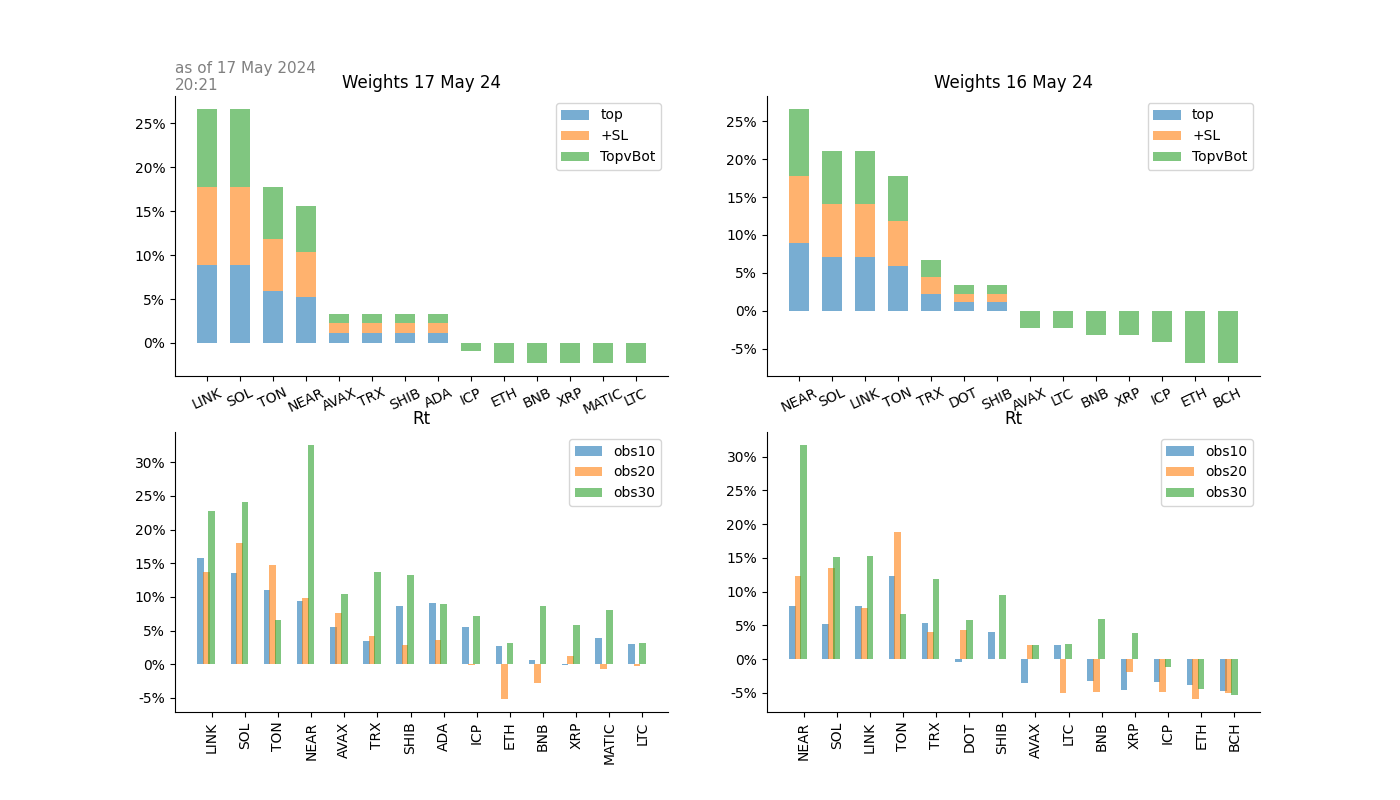 as of 17 May 2024
20:21
Weights 17 May 24
25%
20%
15%
10%
5%
0%
top
+SL
TopvBot
LINK SOL TON NEAR AVAX TRX SHIB ADA ICP ETH BNB XRP MATIC LTC
Weights 16 May 24
25%
20%
15%
10%
5%
0%
-5%
top
+SL
TopvBot
NEAR SOL LINK TON TRX DOT SHIB AVAX LTC BNB XRP ICP ETH BCH
Rt
30%
25%
20%
15%
10%
5%
0%
-5%
obs10
obs20
obs30
LINK SOL TON NEAR AVAX TRX SHIB ADA ICP ETH BNB XRP MATIC LTC
Rt
30%
25%
20%
15%
10%
5%
0%
-5%
obs10
obs20
obs30
NEAR SOL LINK TON TRX DOT SHIB AVAX LTC BNB XRP ICP ETH BCH